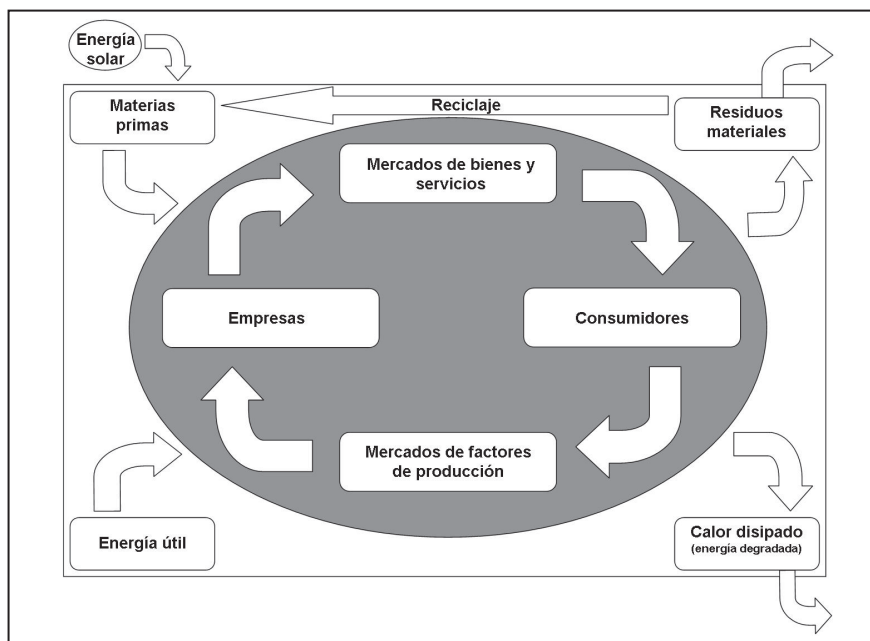 Energía
solar
Materias
primas
Reciclaje
Residuos
materiales
Mercados de bienes y
servicios
Empresas
Consumidores
Mercados de factores
de producción
Energía útil
Calor disipado
(energía degradada)